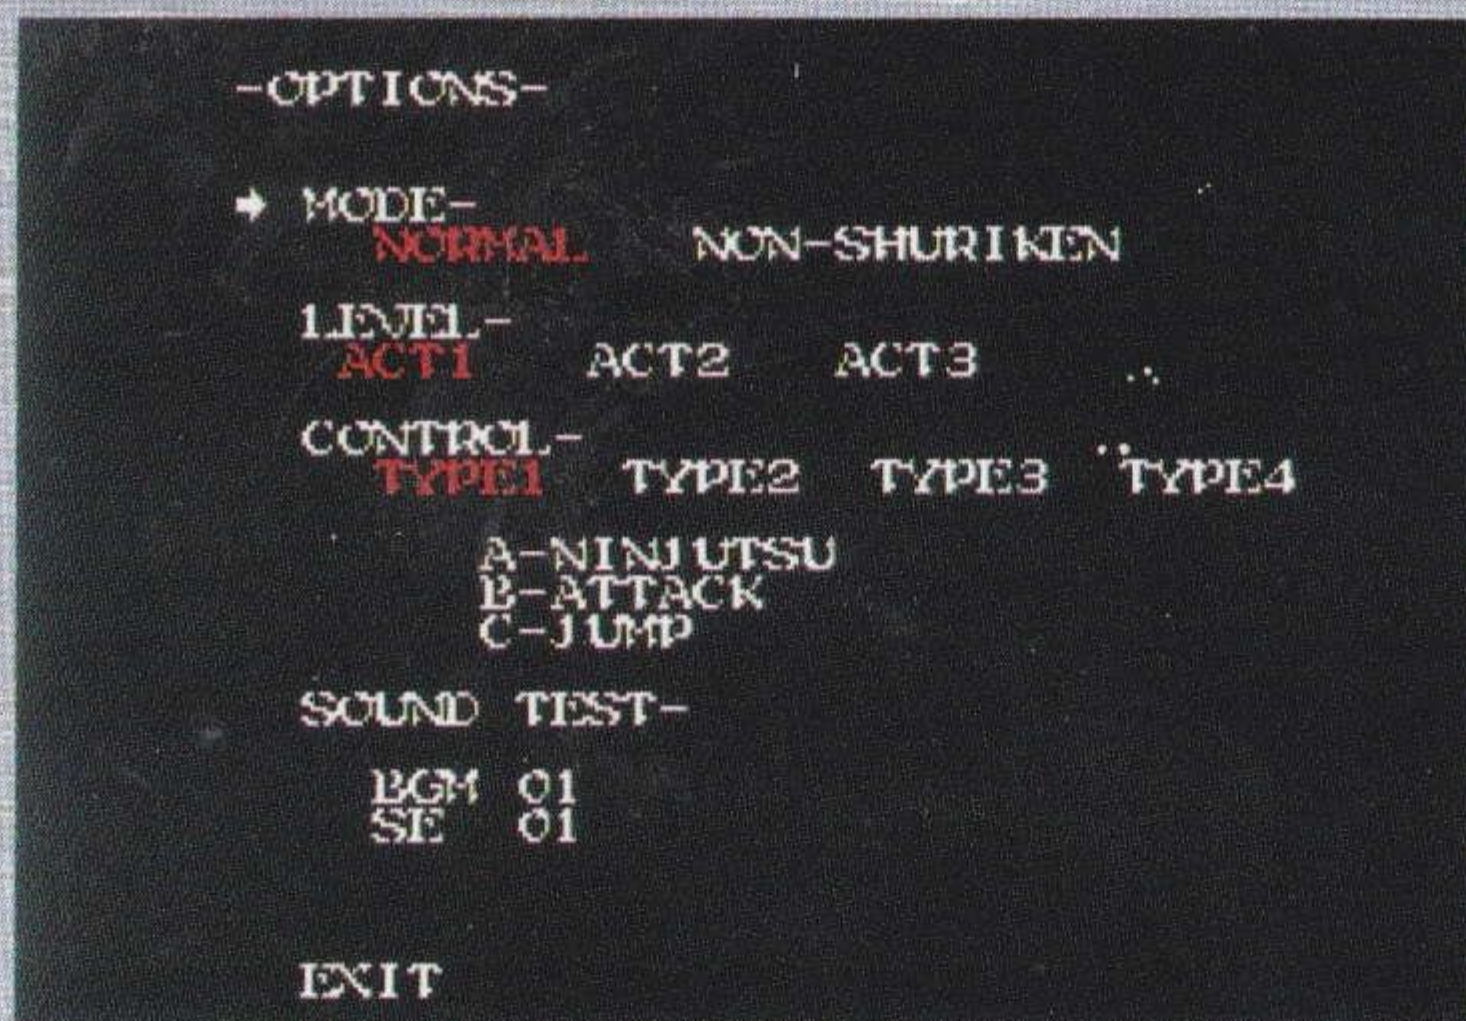 -OPTIONS-
MODE-
NORMAL NON-SHURIKEN
LEVEL-
ACT1 ACT2 ACT3
CONTROL-
TYPE1 TYPE2 TYPE3 TYPE4
A-NINJUTSU
B-ATTACK
C-JUMP
SOUND TEST-
BGM 01
SE 01
EXIT